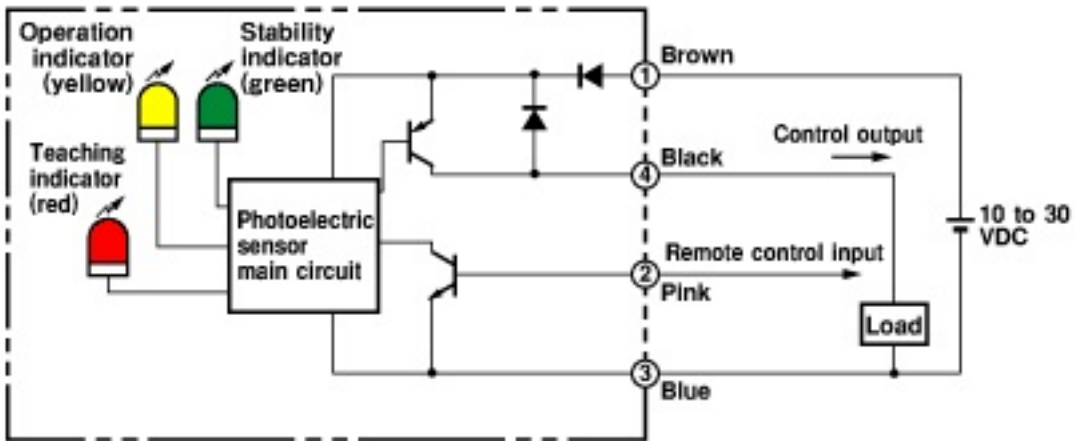 Operation
indicator
(yellow)
Stability
indicator
(green)
Teaching
indicator
(red)
Photoelectric
sensor
main circuit
1
Brown
Control output
Black
4
10 to 30
VDC
Remote control input
2
Pink
Load
3
Blue